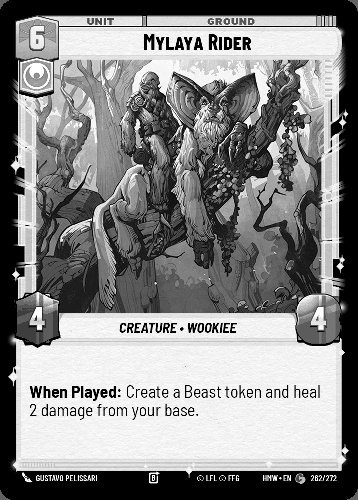 UNIT GROUND
6 MYLAYA RIDER
4 4
CREATURE • WOOKIEE
When Played: Create a Beast token and heal
2 damage from your base.
GUSTAVO PELISSARI © LFL © FFG HMW • EN 262/272